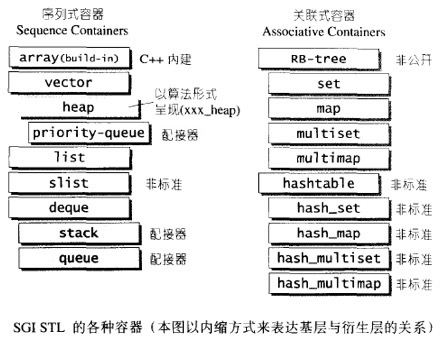 序列式容器
Sequence Containers
array(build-in) C++ 内建
vector
heap 以算法形式
呈现(xxx_heap)
priority-queue 配接器
list
slist 非标准
deque
stack 配接器
queue 配接器
关联式容器
Associative Containers
RB-tree 非公开
set
map
multiset
multimap
hashtable 非标准
hash_set 非标准
hash_map 非标准
hash_multiset 非标准
hash_multimap 非标准
SGI STL 的各种容器（本图以内缩方式来表达基层与衍生层的关系）